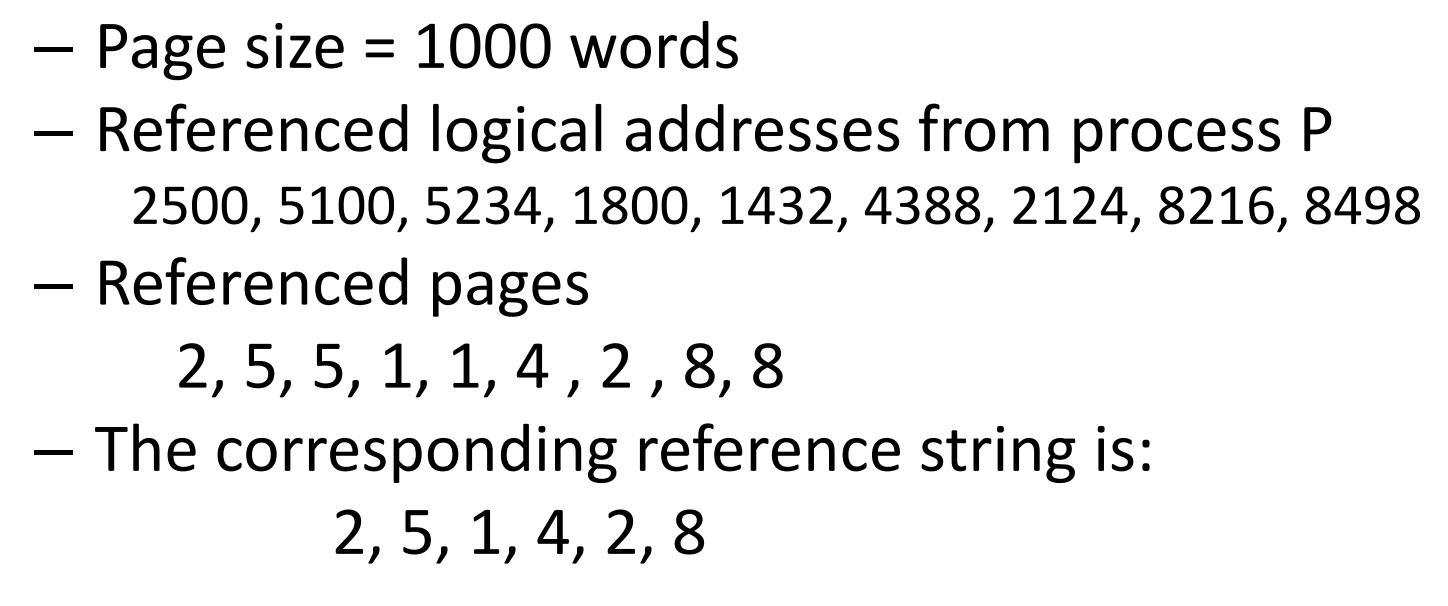 – Page size = 1000 words
– Referenced logical addresses from process P
2500, 5100, 5234, 1800, 1432, 4388, 2124, 8216, 8498
– Referenced pages
2, 5, 5, 1, 1, 4 , 2 , 8, 8
– The corresponding reference string is:
2, 5, 1, 4, 2, 8